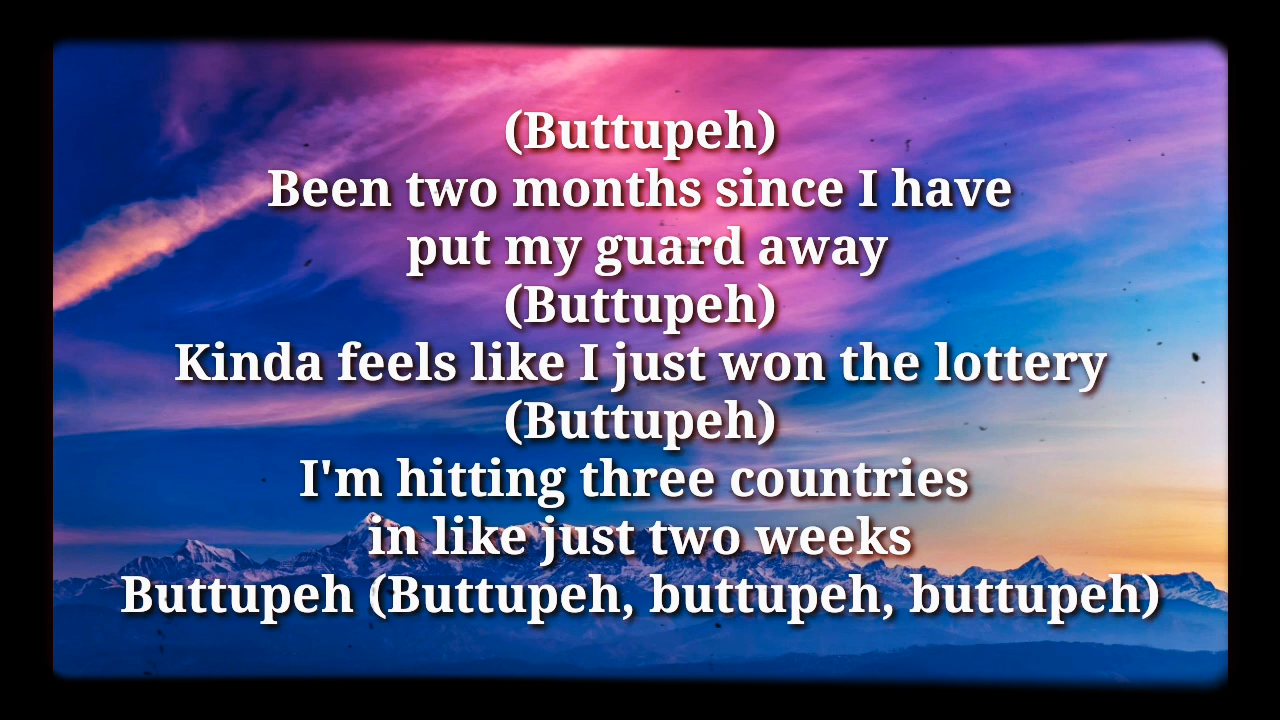 (Buttupeh)
Been two months since I have
put my guard away
(Buttupeh)
Kinda feels like I just won the lottery
(Buttupeh)
I'm hitting three countries
in like just two weeks
Buttupeh (Buttupeh, buttupeh, buttupeh)